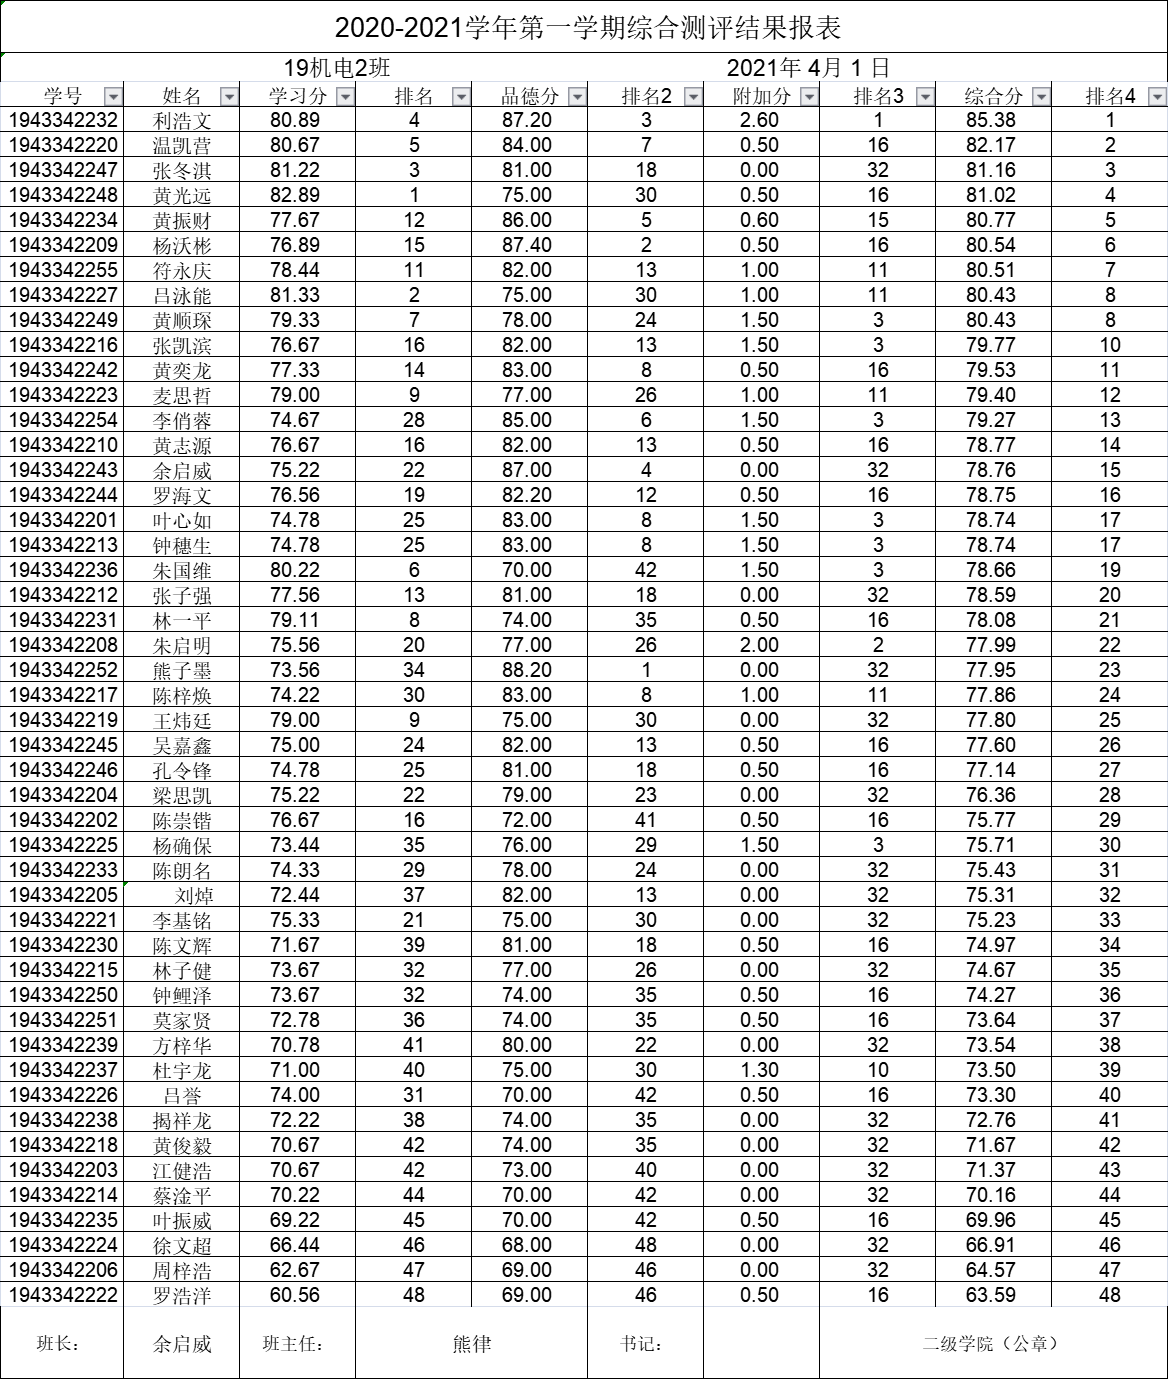 2020-2021学年第一学期综合测评结果报表
19机电2班 2021年 4月 1 日
学号 姓名 学习分 排名 品德分 排名2 附加分 排名3 综合分 排名4
1943342232 利浩文 80.89 4 87.20 3 2.60 1 85.38 1
1943342220 温凯营 80.67 5 84.00 7 0.50 16 82.17 2
1943342247 张冬淇 81.22 3 81.00 18 0.00 32 81.16 3
1943342248 黄光远 82.89 1 75.00 30 0.50 16 81.02 4
1943342234 黄振财 77.67 12 86.00 5 0.60 15 80.77 5
1943342209 杨沃彬 76.89 15 87.40 2 0.50 16 80.54 6
1943342255 符永庆 78.44 11 82.00 13 1.00 11 80.51 7
1943342227 吕泳能 81.33 2 75.00 30 1.00 11 80.43 8
1943342249 黄顺琛 79.33 7 78.00 24 1.50 3 80.43 8
1943342216 张凯滨 76.67 16 82.00 13 1.50 3 79.77 10
1943342242 黄奕龙 77.33 14 83.00 8 0.50 16 79.53 11
1943342223 麦思哲 79.00 9 77.00 26 1.00 11 79.40 12
1943342254 李俏蓉 74.67 28 85.00 6 1.50 3 79.27 13
1943342210 黄志源 76.67 16 82.00 13 0.50 16 78.77 14
1943342243 余启威 75.22 22 87.00 4 0.00 32 78.76 15
1943342244 罗海文 76.56 19 82.20 12 0.50 16 78.75 16
1943342201 叶心如 74.78 25 83.00 8 1.50 3 78.74 17
1943342213 钟穗生 74.78 25 83.00 8 1.50 3 78.74 17
1943342236 朱国维 80.22 6 70.00 42 1.50 3 78.66 19
1943342212 张子强 77.56 13 81.00 18 0.00 32 78.59 20
1943342231 林一平 79.11 8 74.00 35 0.50 16 78.08 21
1943342208 朱启明 75.56 20 77.00 26 2.00 2 77.99 22
1943342252 熊子墨 73.56 34 88.20 1 0.00 32 77.95 23
1943342217 陈梓焕 74.22 30 83.00 8 1.00 11 77.86 24
1943342219 王炜廷 79.00 9 75.00 30 0.00 32 77.80 25
1943342245 吴嘉鑫 75.00 24 82.00 13 0.50 16 77.60 26
1943342246 孔令锋 74.78 25 81.00 18 0.50 16 77.14 27
1943342204 梁思凯 75.22 22 79.00 23 0.00 32 76.36 28
1943342202 陈崇锴 76.67 16 72.00 41 0.50 16 75.77 29
1943342225 杨确保 73.44 35 76.00 29 1.50 3 75.71 30
1943342233 陈朗名 74.33 29 78.00 24 0.00 32 75.43 31
1943342205 刘焯 72.44 37 82.00 13 0.00 32 75.31 32
1943342221 李基铭 75.33 21 75.00 30 0.00 32 75.23 33
1943342230 陈文辉 71.67 39 81.00 18 0.50 16 74.97 34
1943342215 林子健 73.67 32 77.00 26 0.00 32 74.67 35
1943342250 钟鲤泽 73.67 32 74.00 35 0.50 16 74.27 36
1943342251 莫家贤 72.78 36 74.00 35 0.50 16 73.64 37
1943342239 方梓华 70.78 41 80.00 22 0.00 32 73.54 38
1943342237 杜宇龙 71.00 40 75.00 30 1.30 10 73.50 39
1943342226 吕誉 74.00 31 70.00 42 0.50 16 73.30 40
1943342238 揭祥龙 72.22 38 74.00 35 0.00 32 72.76 41
1943342218 黄俊毅 70.67 42 74.00 35 0.00 32 71.67 42
1943342203 江健浩 70.67 42 73.00 40 0.00 32 71.37 43
1943342214 蔡淦平 70.22 44 70.00 42 0.00 32 70.16 44
1943342235 叶振威 69.22 45 70.00 42 0.50 16 69.96 45
1943342224 徐文超 66.44 46 68.00 48 0.00 32 66.91 46
1943342206 周梓浩 62.67 47 69.00 46 0.00 32 64.57 47
1943342222 罗浩洋 60.56 48 69.00 46 0.50 16 63.59 48
班长： 余启威 班主任： 熊律 书记： 二级学院（公章）